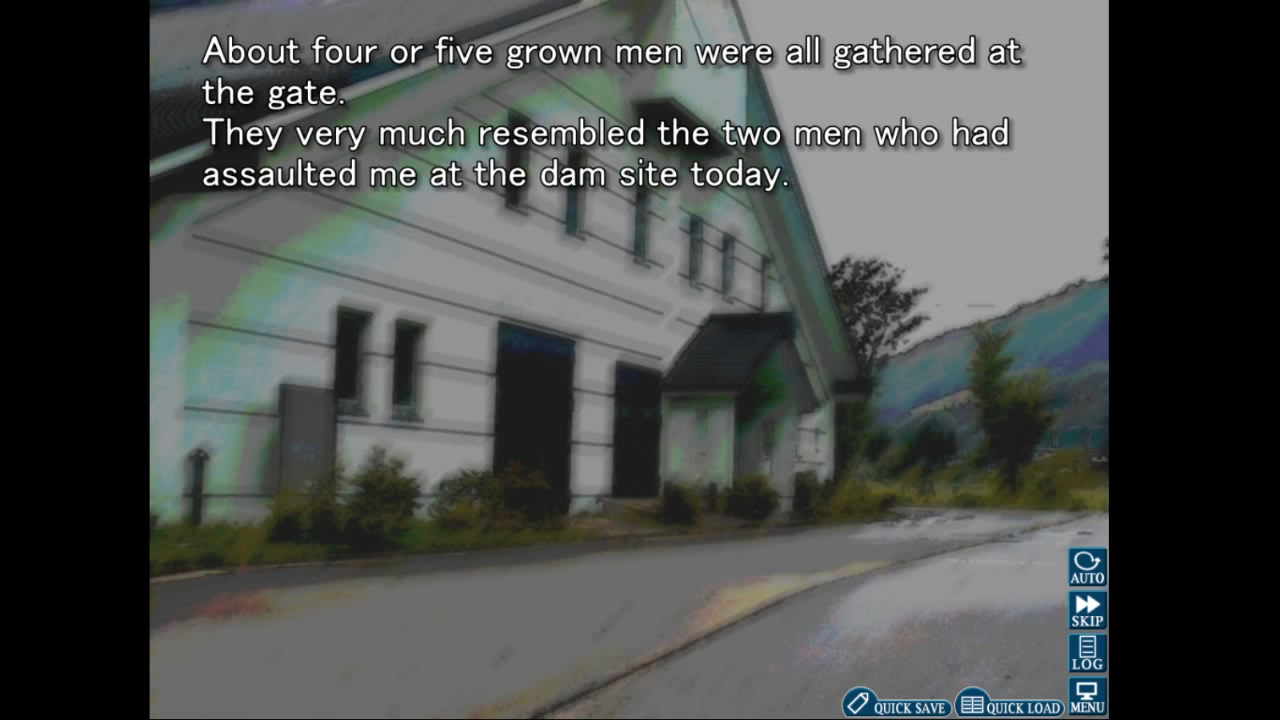 About four or five grown men were all gathered at
the gate.
They very much resembled the two men who had
assaulted me at the dam site today.
AUTO
SKIP
LOG
MENU
QUICK SAVE
QUICK LOAD